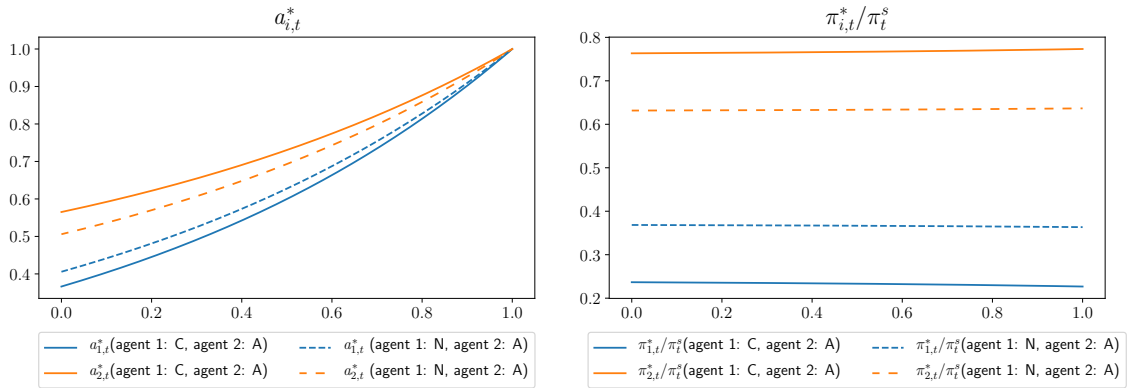 a*_{i,t}
1.0
0.9
0.8
0.7
0.6
0.5
0.4
0.0 0.2 0.4 0.6 0.8 1.0
a*_{1,t}(agent 1: C, agent 2: A) a*_{1,t} (agent 1: N, agent 2: A)
a*_{2,t}(agent 1: C, agent 2: A) a*_{2,t} (agent 1: N, agent 2: A)
π*_{i,t}/π^s_t
0.8
0.7
0.6
0.5
0.4
0.3
0.2
0.0 0.2 0.4 0.6 0.8 1.0
π*_{1,t}/π^s_t(agent 1: C, agent 2: A) π*_{1,t}/π^s_t(agent 1: N, agent 2: A)
π*_{2,t}/π^s_t(agent 1: C, agent 2: A) π*_{2,t}/π^s_t(agent 1: N, agent 2: A)